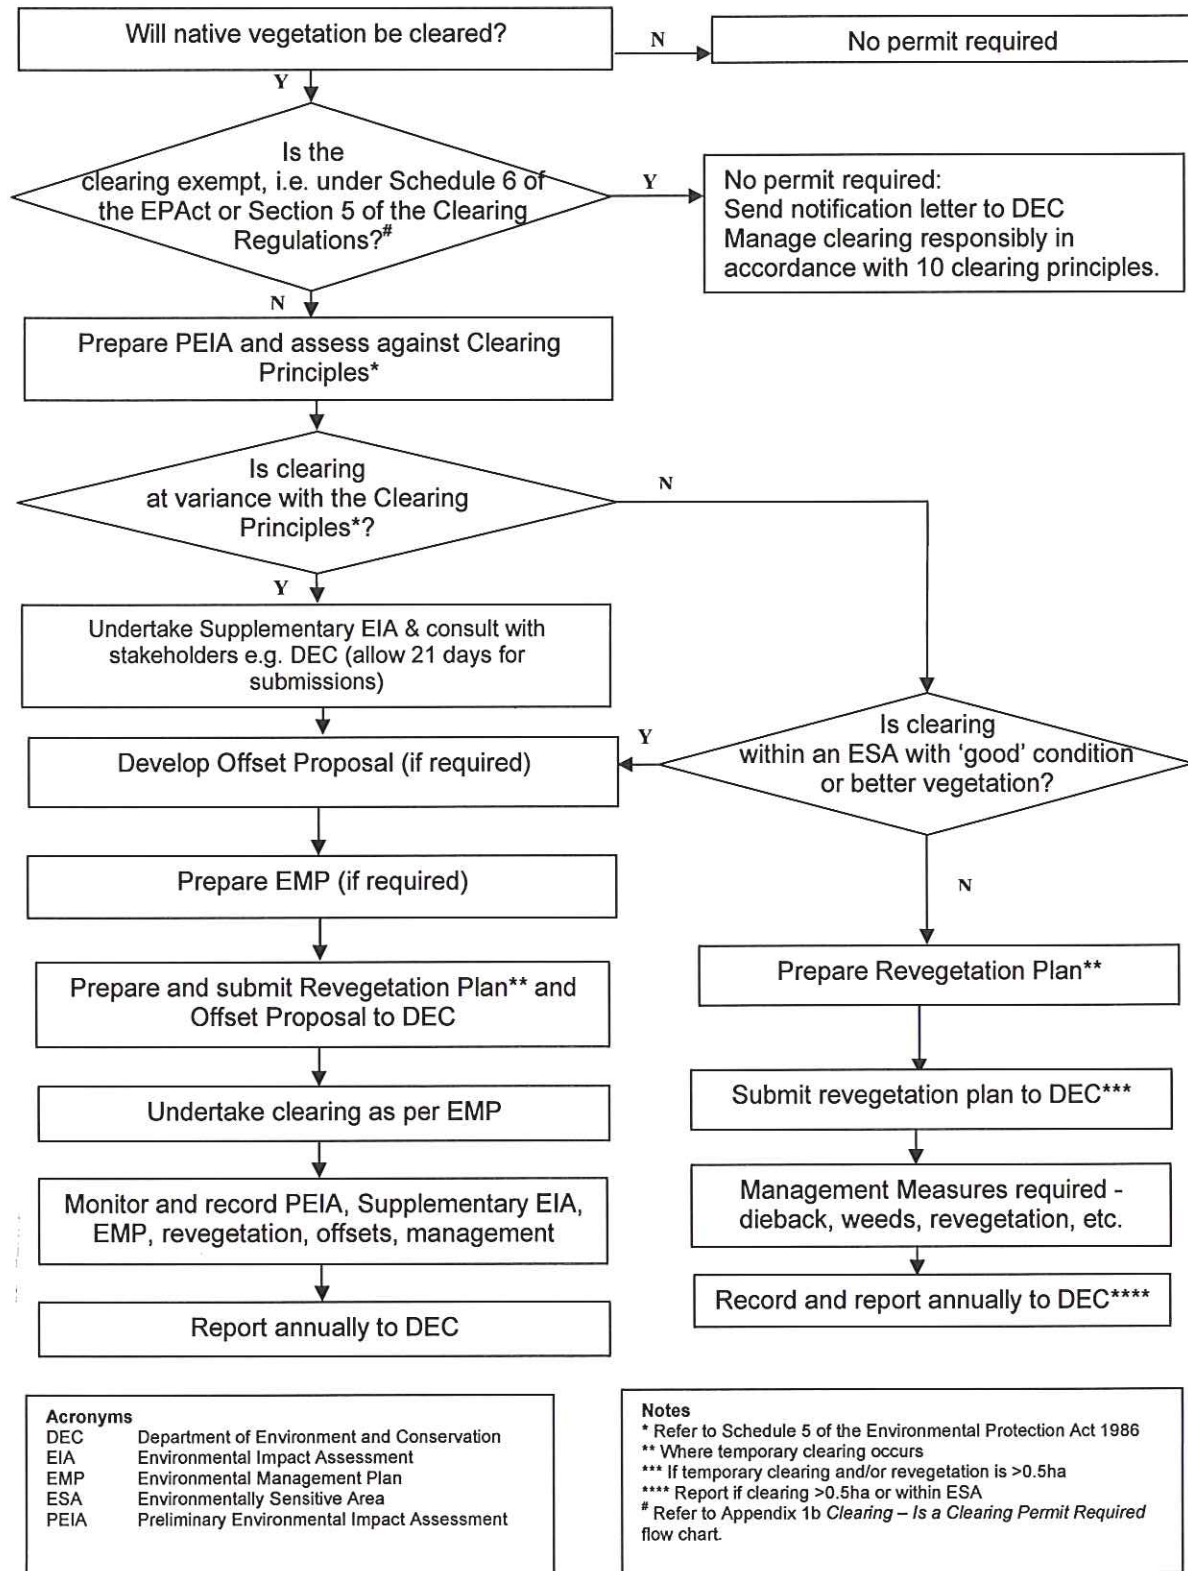 Will native vegetation be cleared?
N
No permit required
Y
Is the
clearing exempt, i.e. under Schedule 6 of
the EPAct or Section 5 of the Clearing
Regulations?#
Y
No permit required:
Send notification letter to DEC
Manage clearing responsibly in
accordance with 10 clearing principles.
N
Prepare PEIA and assess against Clearing
Principles*
Is clearing
at variance with the Clearing
Principles*?
N
Y
Undertake Supplementary EIA & consult with
stakeholders e.g. DEC (allow 21 days for
submissions)
Is clearing
within an ESA with ‘good’ condition
or better vegetation?
Y
Develop Offset Proposal (if required)
N
Prepare EMP (if required)
Prepare Revegetation Plan**
Prepare and submit Revegetation Plan** and
Offset Proposal to DEC
Submit revegetation plan to DEC***
Undertake clearing as per EMP
Management Measures required -
dieback, weeds, revegetation, etc.
Monitor and record PEIA, Supplementary EIA,
EMP, revegetation, offsets, management
Record and report annually to DEC****
Report annually to DEC
Acronyms
DEC Department of Environment and Conservation
EIA Environmental Impact Assessment
EMP Environmental Management Plan
ESA Environmentally Sensitive Area
PEIA Preliminary Environmental Impact Assessment
Notes
* Refer to Schedule 5 of the Environmental Protection Act 1986
** Where temporary clearing occurs
*** If temporary clearing and/or revegetation is >0.5ha
**** Report if clearing >0.5ha or within ESA
# Refer to Appendix 1b Clearing – Is a Clearing Permit Required
flow chart.